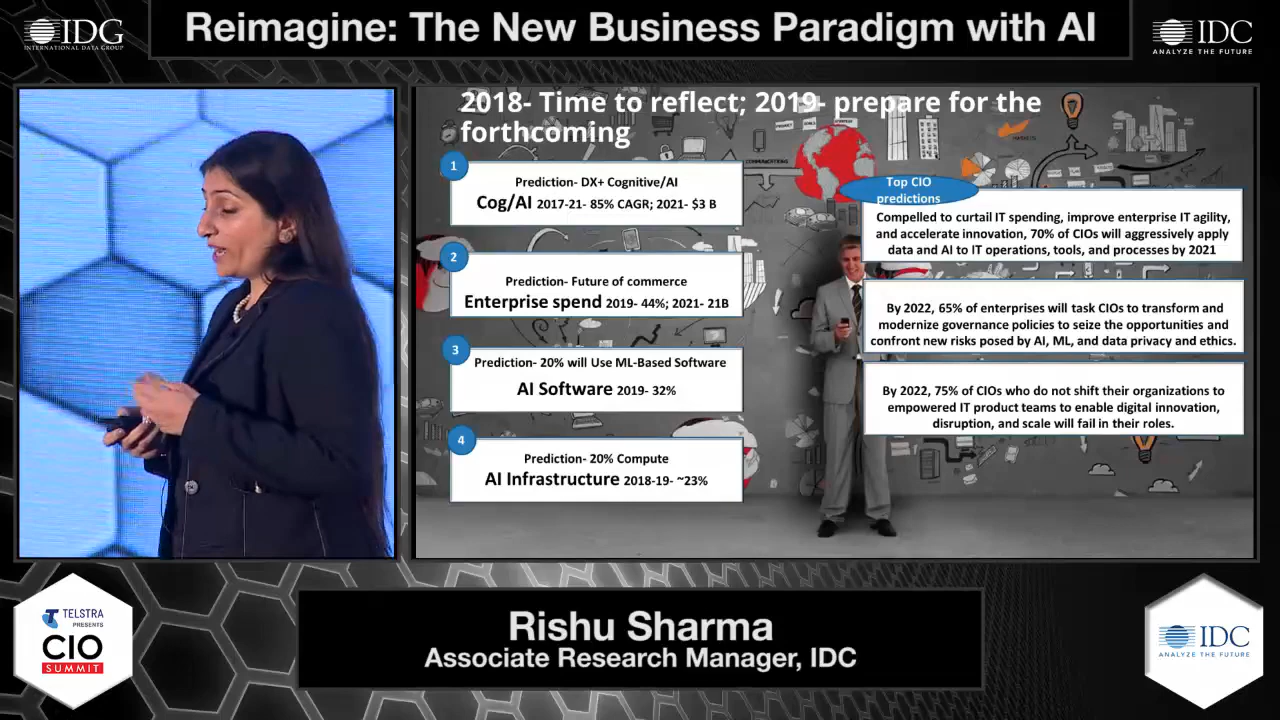 IDG
INTERNATIONAL DATA GROUP
Reimagine: The New Business Paradigm with AI
IDC
ANALYZE THE FUTURE
2018- Time to reflect; 2019- prepare for the
forthcoming
1
Prediction- DX+ Cognitive/AI
Cog/AI 2017-21- 85% CAGR; 2021- $3 B
2
Prediction- Future of commerce
Enterprise spend 2019- 44%; 2021- 21B
3
Prediction- 20% will Use ML-Based Software
AI Software 2019- 32%
4
Prediction- 20% Compute
AI Infrastructure 2018-19- ~23%
COMMUNICATIONS
Top CIO
predictions
Compelled to curtail IT spending, improve enterprise IT agility,
and accelerate innovation, 70% of CIOs will aggressively apply
data and AI to IT operations, tools, and processes by 2021
By 2022, 65% of enterprises will task CIOs to transform and
modernize governance policies to seize the opportunities and
confront new risks posed by AI, ML, and data privacy and ethics.
By 2022, 75% of CIOs who do not shift their organizations to
empowered IT product teams to enable digital innovation,
disruption, and scale will fail in their roles.
TELSTRA
PRESENTS
CIO
SUMMIT
Rishu Sharma
Associate Research Manager, IDC
IDC
ANALYZE THE FUTURE